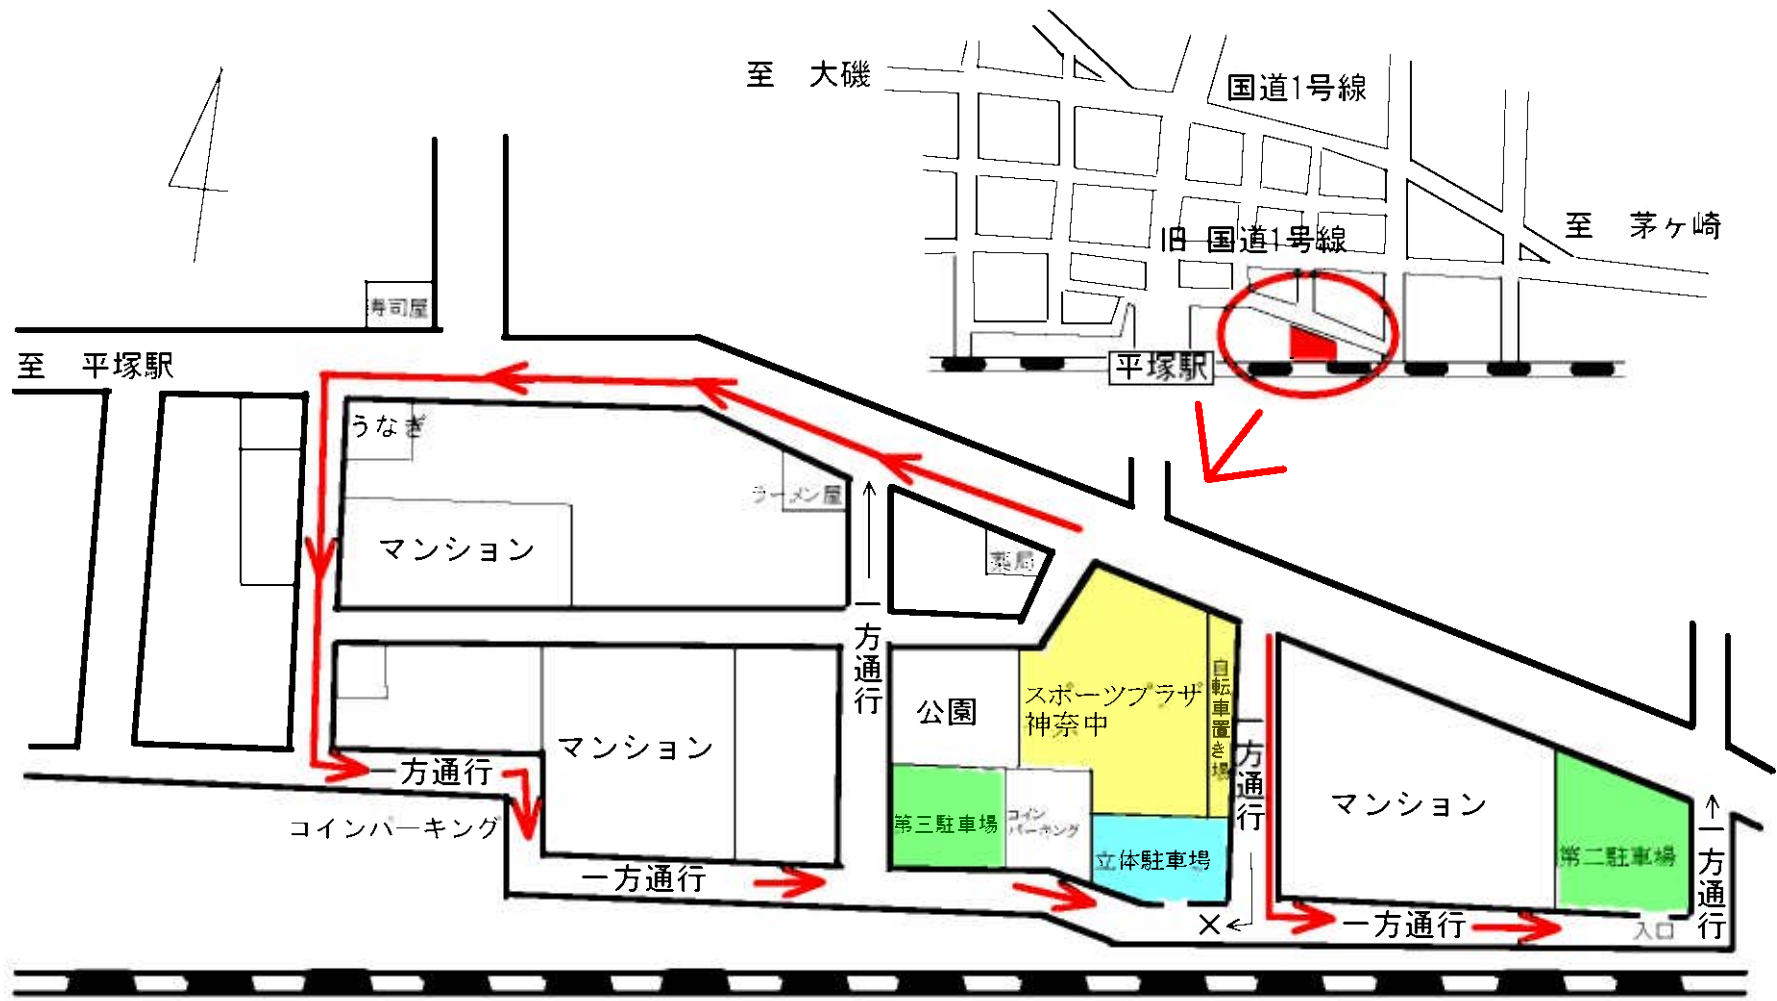 至 大磯
国道1号線
至 茅ヶ崎
旧 国道1号線
平塚駅
寿司屋
至 平塚駅
うなぎ
ラーメン屋
マンション
薬局
一方通行
公園
スポーツプラザ
神奈中
自転車置き場
一方通行
マンション
一方通行
コインパーキング
第三駐車場
コイン
パーキング
立体駐車場
マンション
第二駐車場
一方通行
一方通行
一方通行
入口